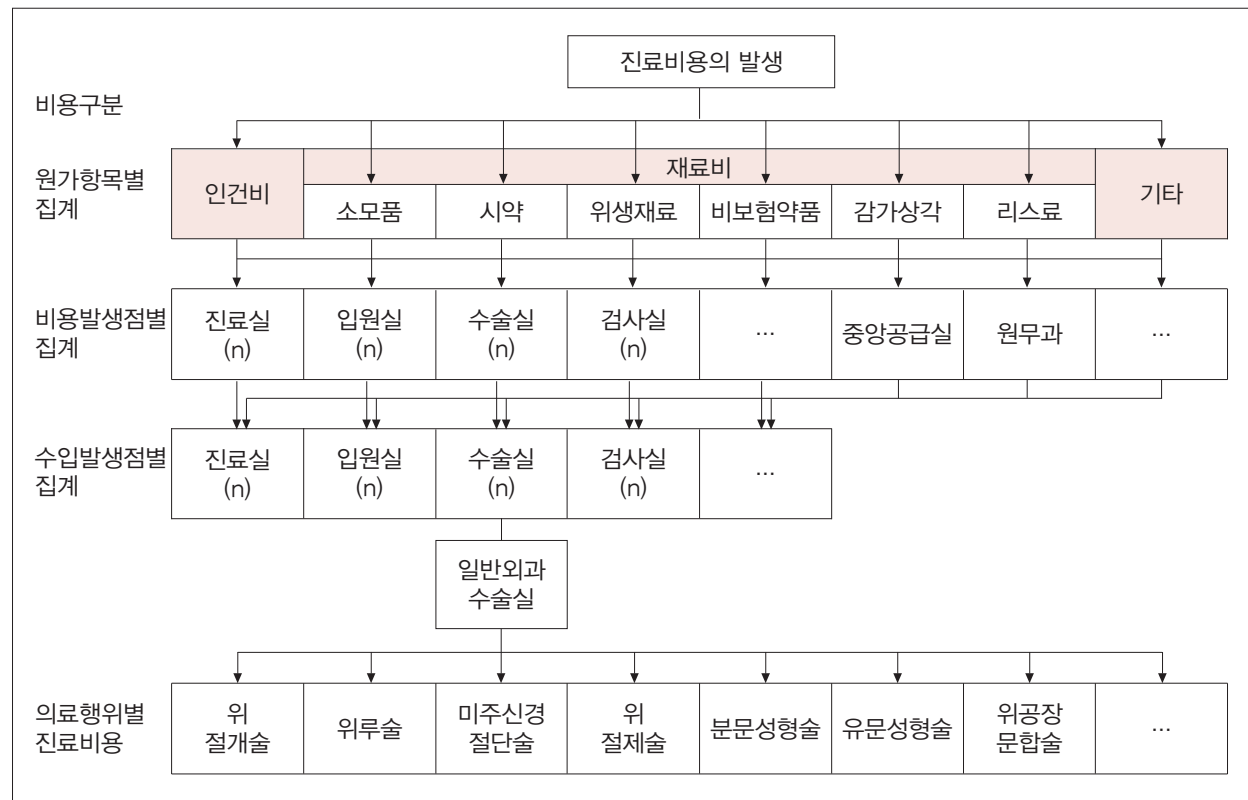 진료비용의 발생
비용구분
원가항목별
집계
인건비
재료비
기타
소모품
시약
위생재료
비보험약품
감가상각
리스료
비용발생점별
집계
진료실
(n)
입원실
(n)
수술실
(n)
검사실
(n)
...
중앙공급실
원무과
...
수입발생점별
집계
진료실
(n)
입원실
(n)
수술실
(n)
검사실
(n)
...
일반외과
수술실
의료행위별
진료비용
위
절개술
위루술
미주신경
절단술
위
절제술
분문성형술
유문성형술
위공장
문합술
...